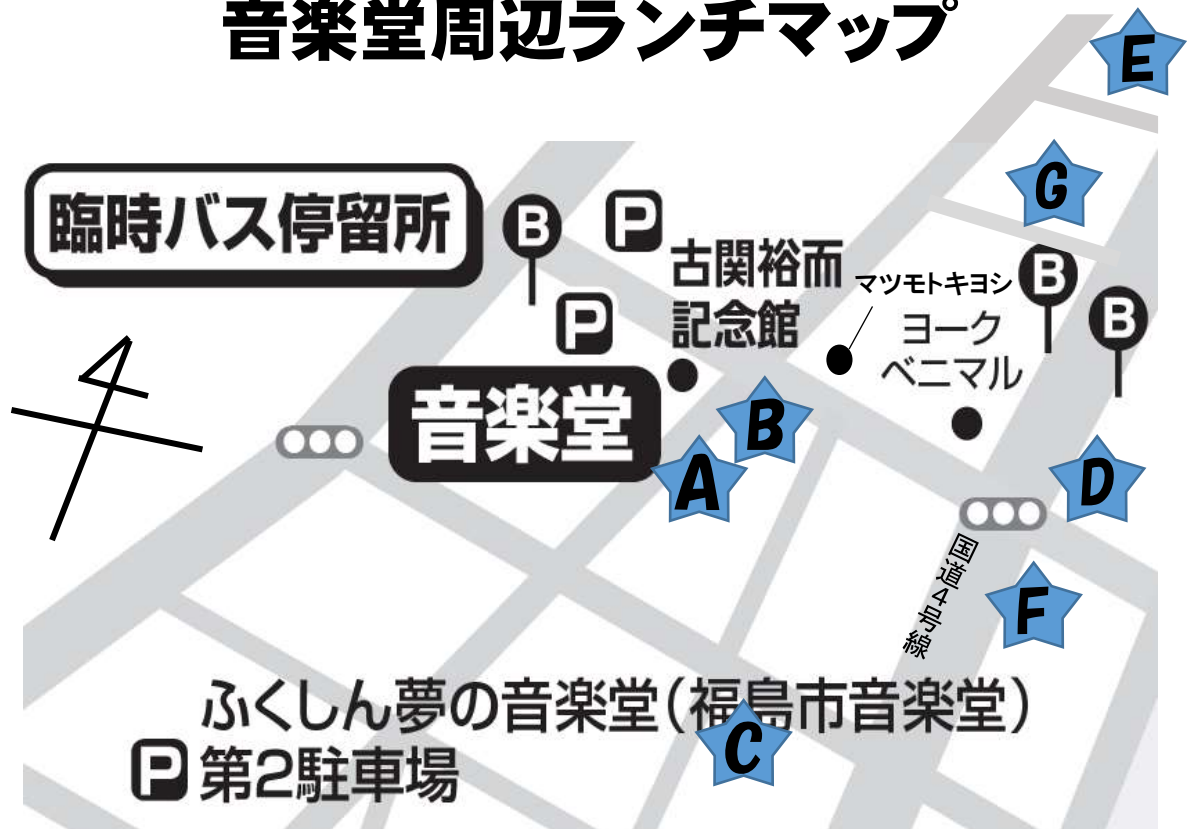 音楽堂周辺ランチマップ
E
G
臨時バス停留所
B
P
古関裕而
記念館
マツモトキヨシ
B
B
P
ヨーク
ベニマル
音楽堂
B
A
D
国道4号線
F
ふくしん夢の音楽堂(福島市音楽堂)
C
P 第2駐車場